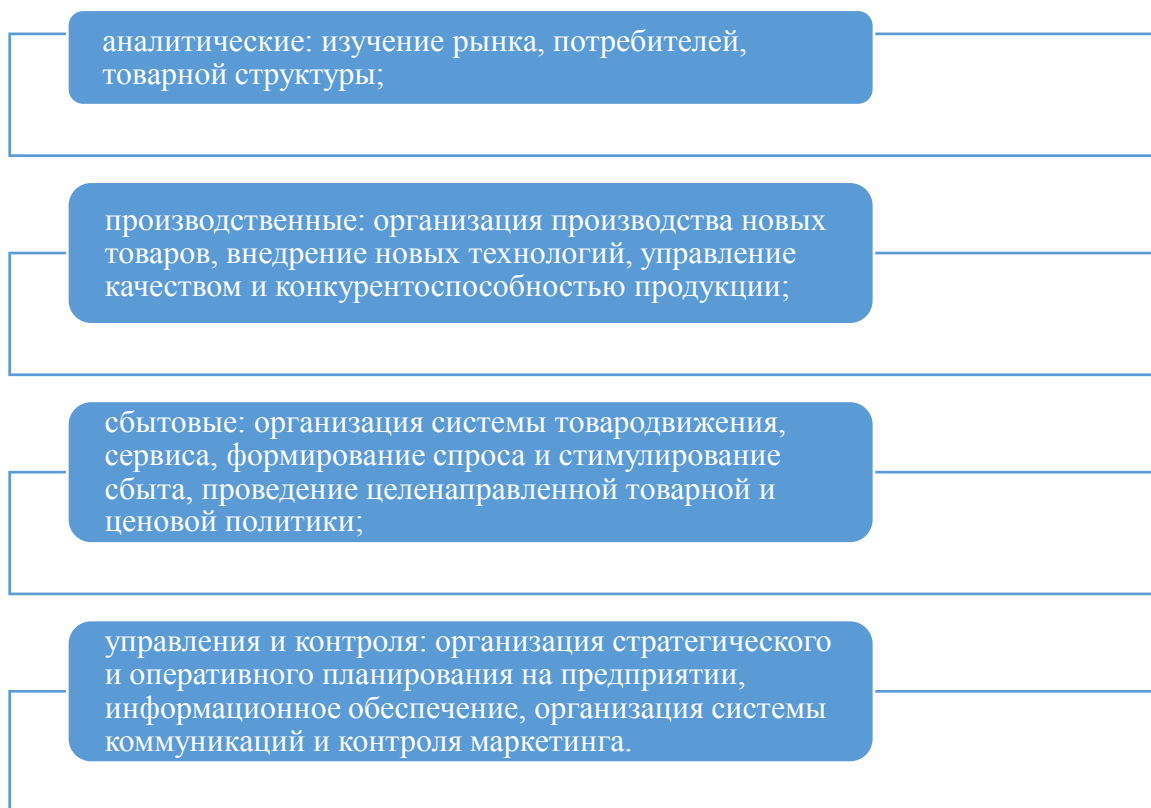 аналитические: изучение рынка, потребителей,
товарной структуры;
производственные: организация производства новых
товаров, внедрение новых технологий, управление
качеством и конкурентоспособностью продукции;
сбытовые: организация системы товародвижения,
сервиса, формирование спроса и стимулирование
сбыта, проведение целенаправленной товарной и
ценовой политики;
управления и контроля: организация стратегического
и оперативного планирования на предприятии,
информационное обеспечение, организация системы
коммуникаций и контроля маркетинга.